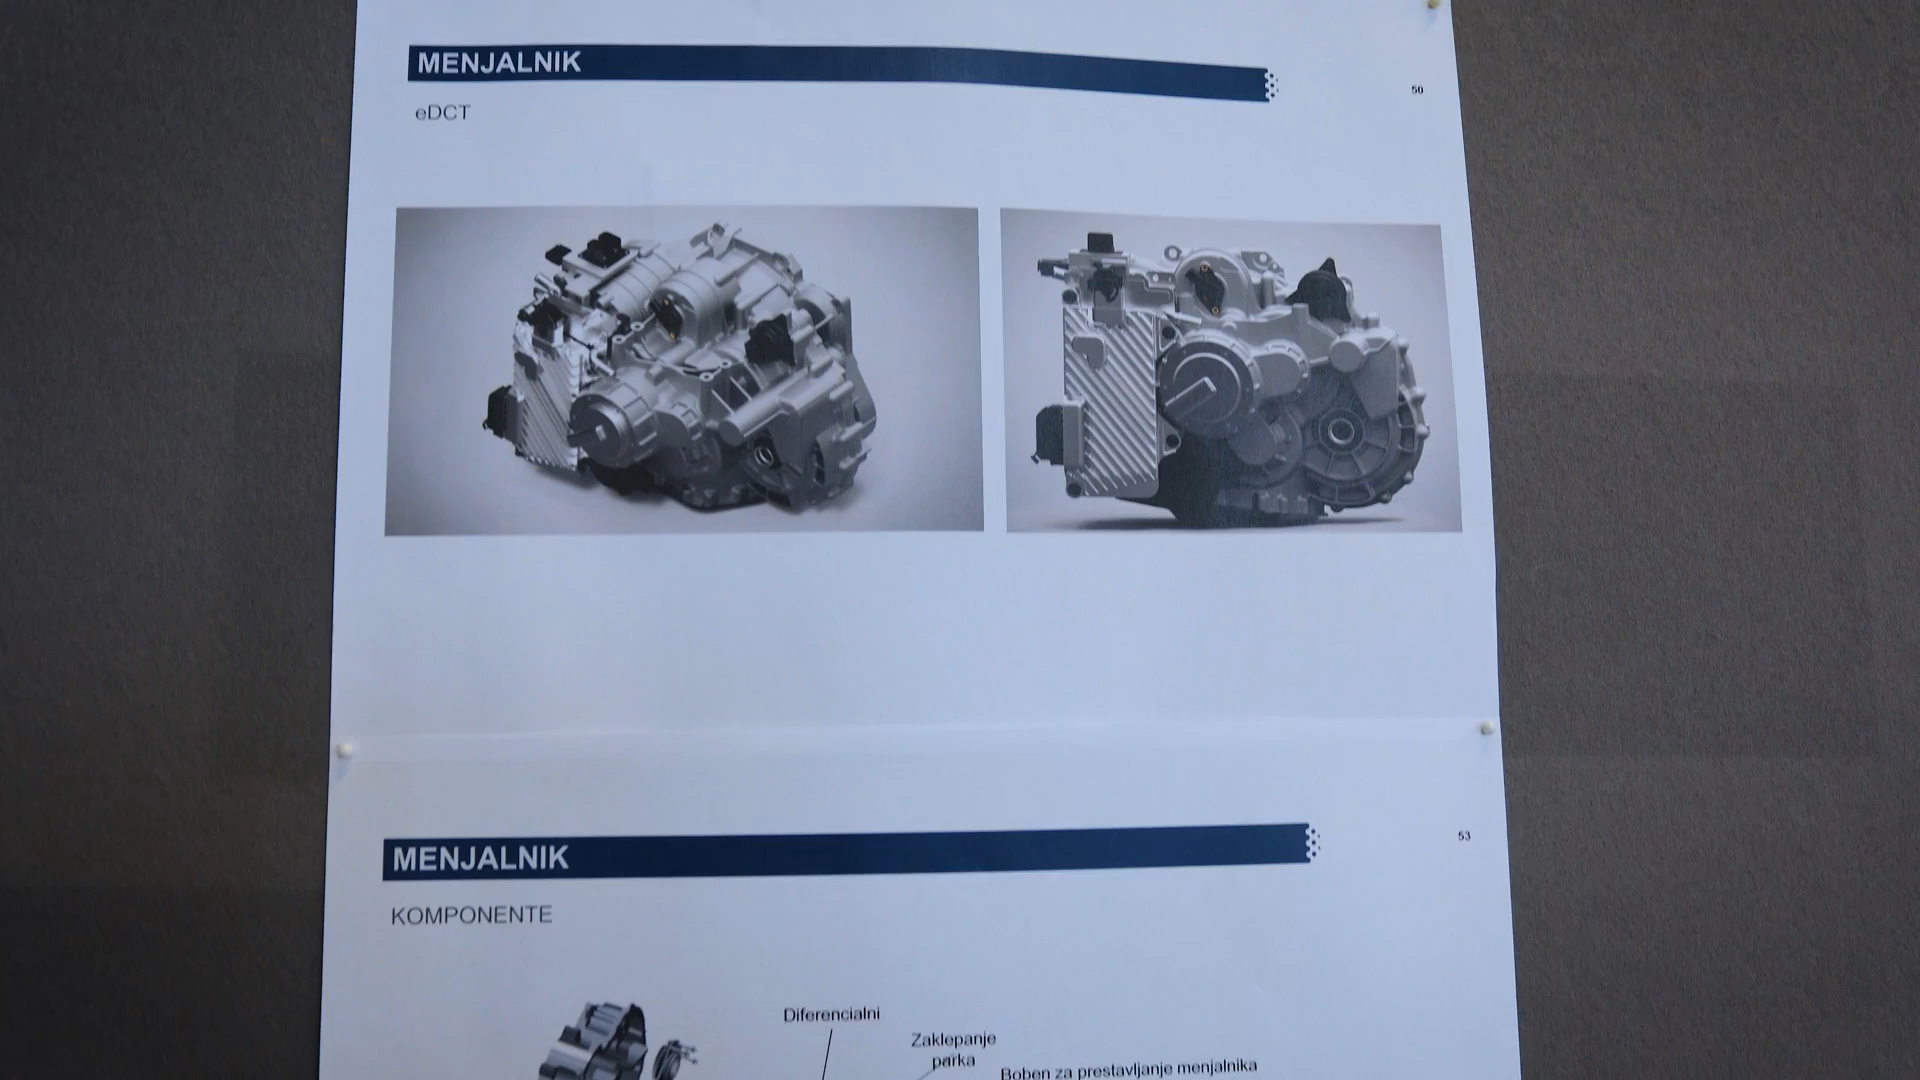 MENJALNIK
50
eDCT
MENJALNIK
53
KOMPONENTE
Diferencialni
Zaklepanje
parka
Boben za prestavljanje menjalnika